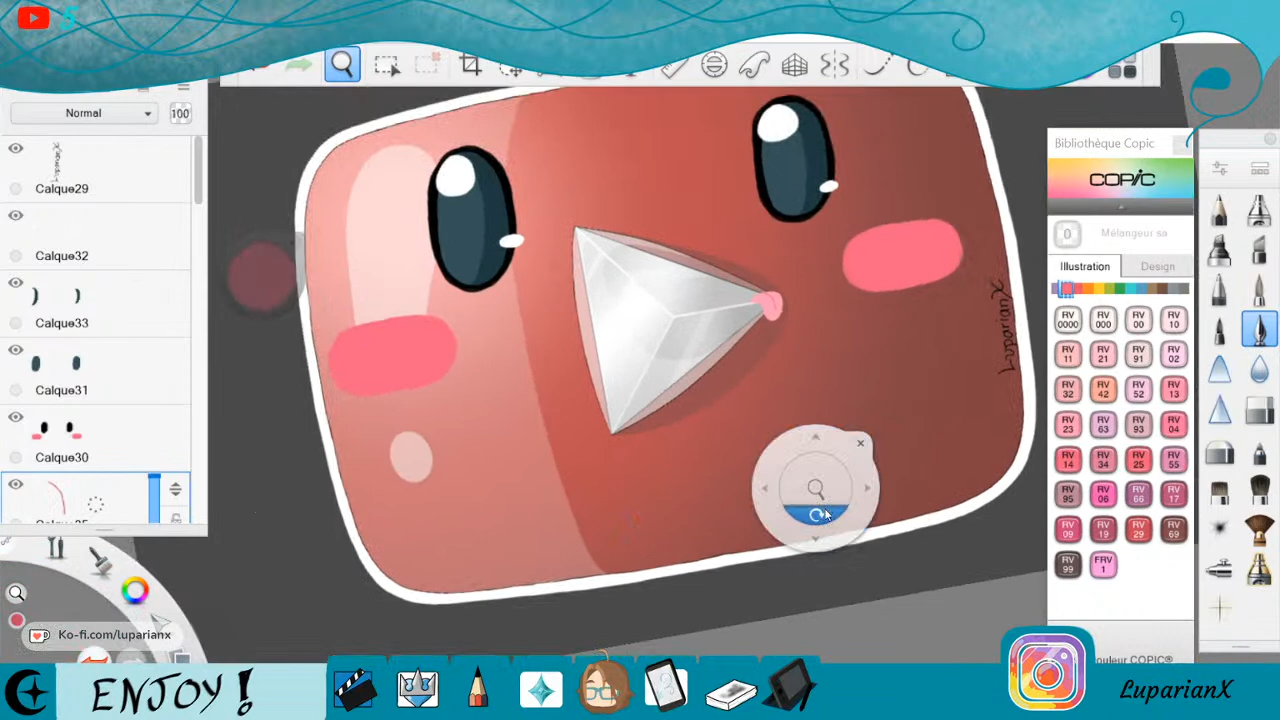 5
Normal
100
LuparianX
Calque29
Calque32
Calque33
Calque31
Calque30
Ko-fi.com/luparianx
LuparianX
Bibliothèque Copic
COPIC
0
Mélangeur sa
Illustration
Design
RV 0000
RV 000
RV 00
RV 10
RV 11
RV 21
RV 91
RV 02
RV 32
RV 42
RV 52
RV 13
RV 23
RV 63
RV 93
RV 04
RV 14
RV 34
RV 25
RV 55
RV 95
RV 06
RV 66
RV 17
RV 09
RV 19
RV 29
RV 69
RV 99
FRV 1
ouleur COPIC®
ENJOY !
LuparianX